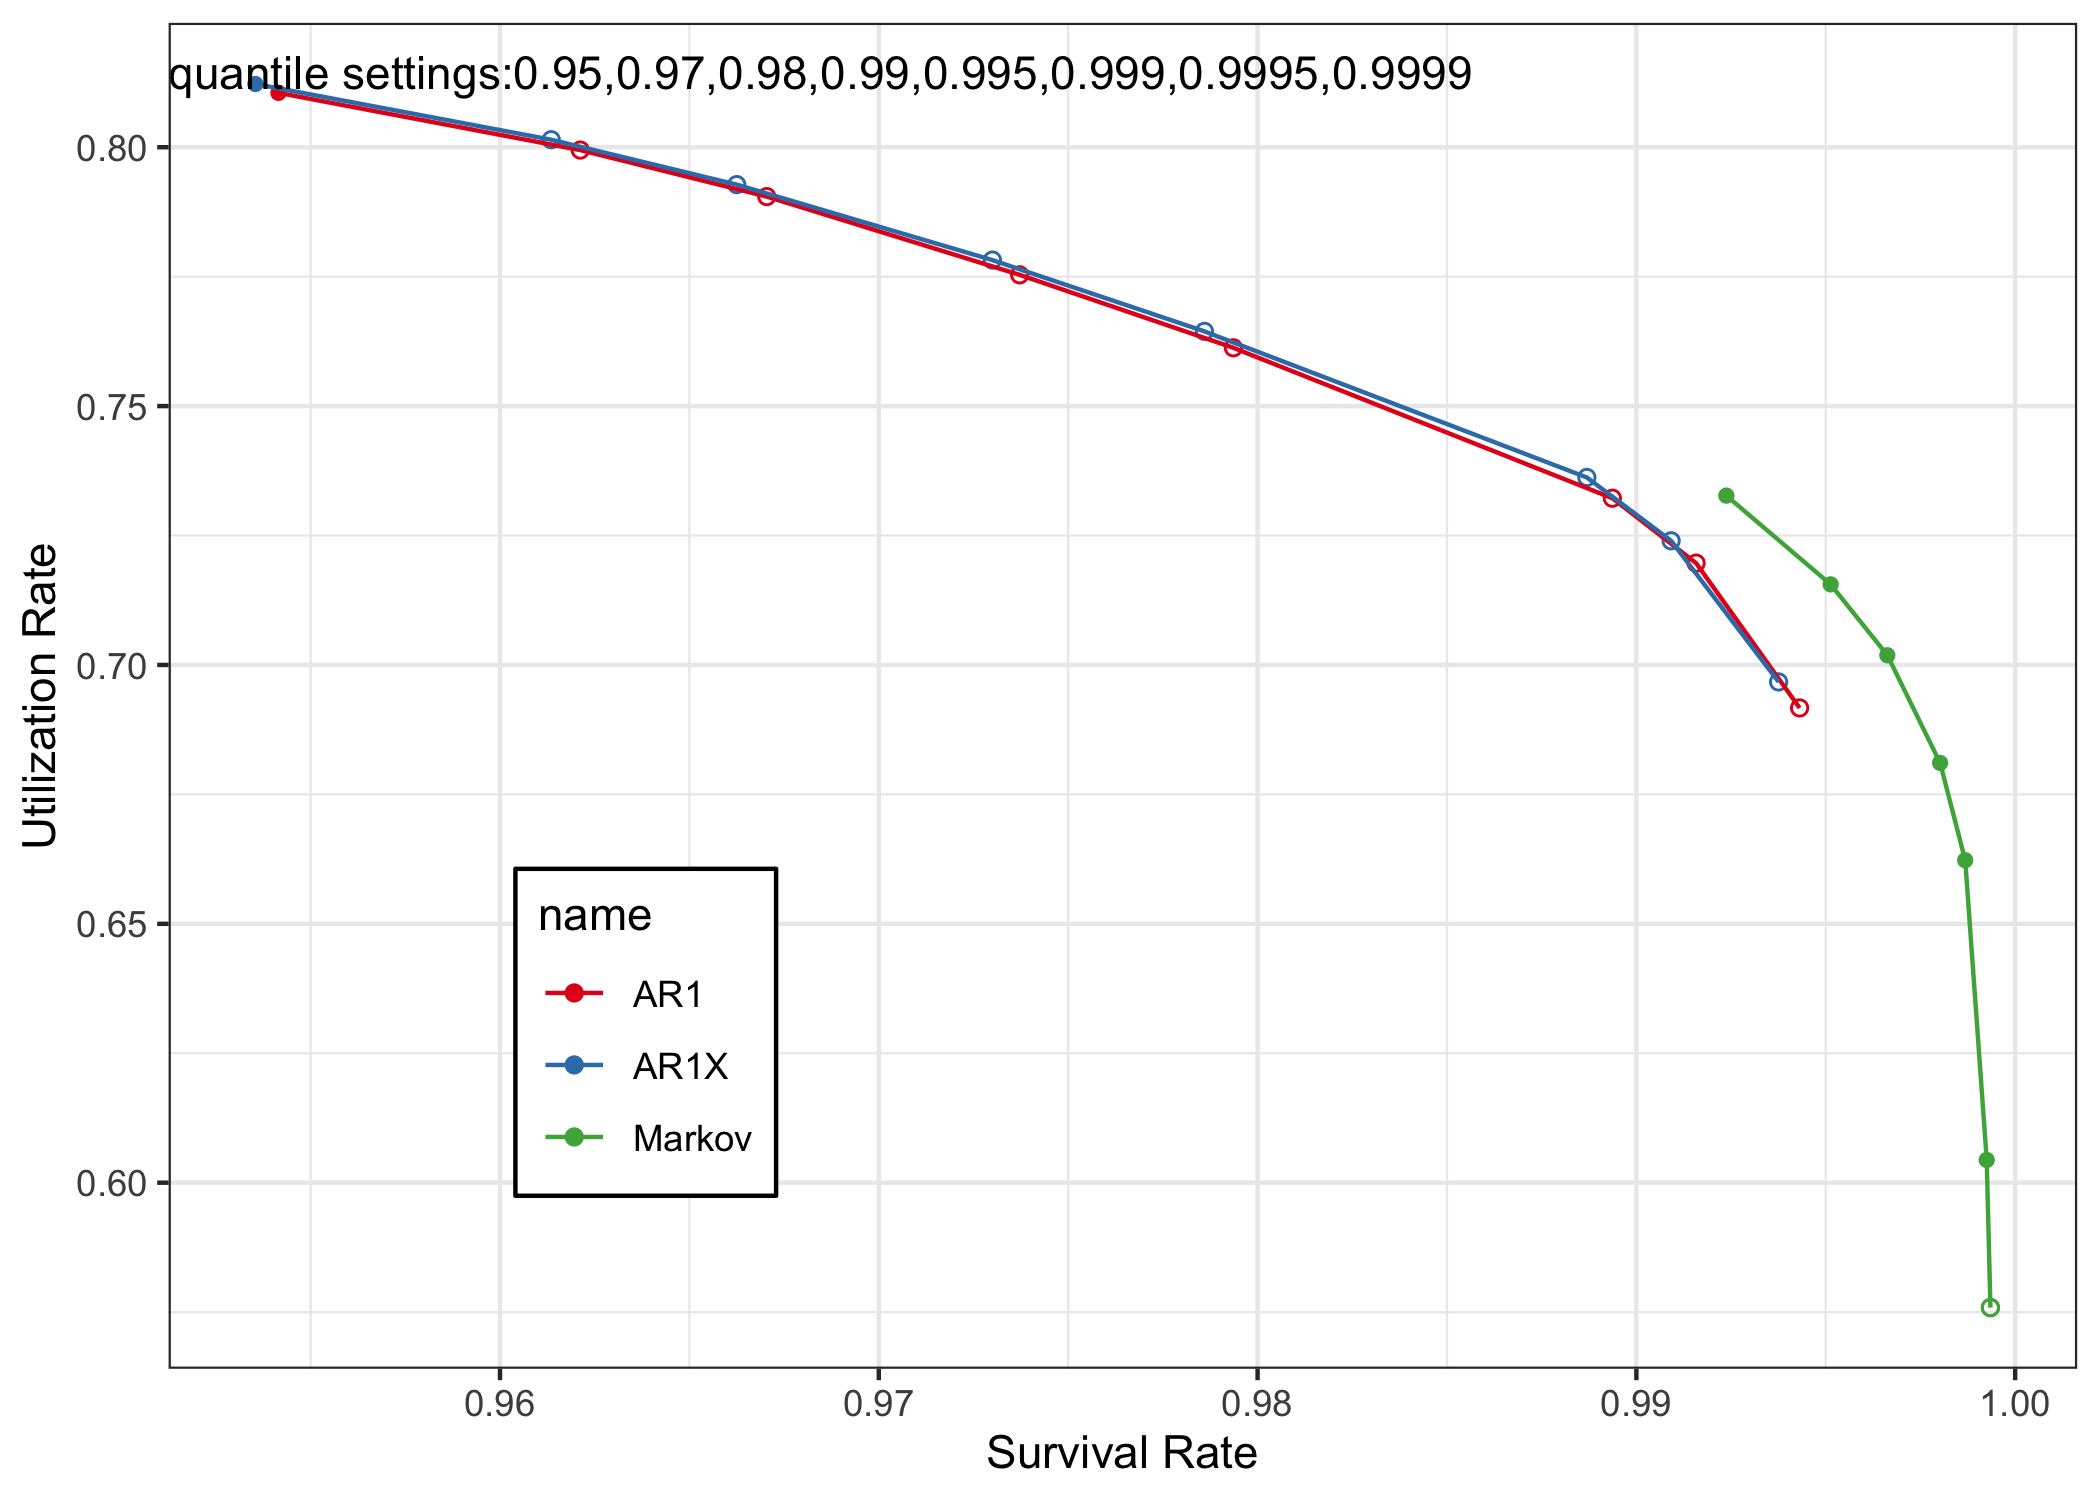 quantile settings:0.95,0.97,0.98,0.99,0.995,0.999,0.9995,0.9999
0.80
0.75
0.70
0.65
0.60
Utilization Rate
name
AR1
AR1X
Markov
0.96 0.97 0.98 0.99 1.00
Survival Rate